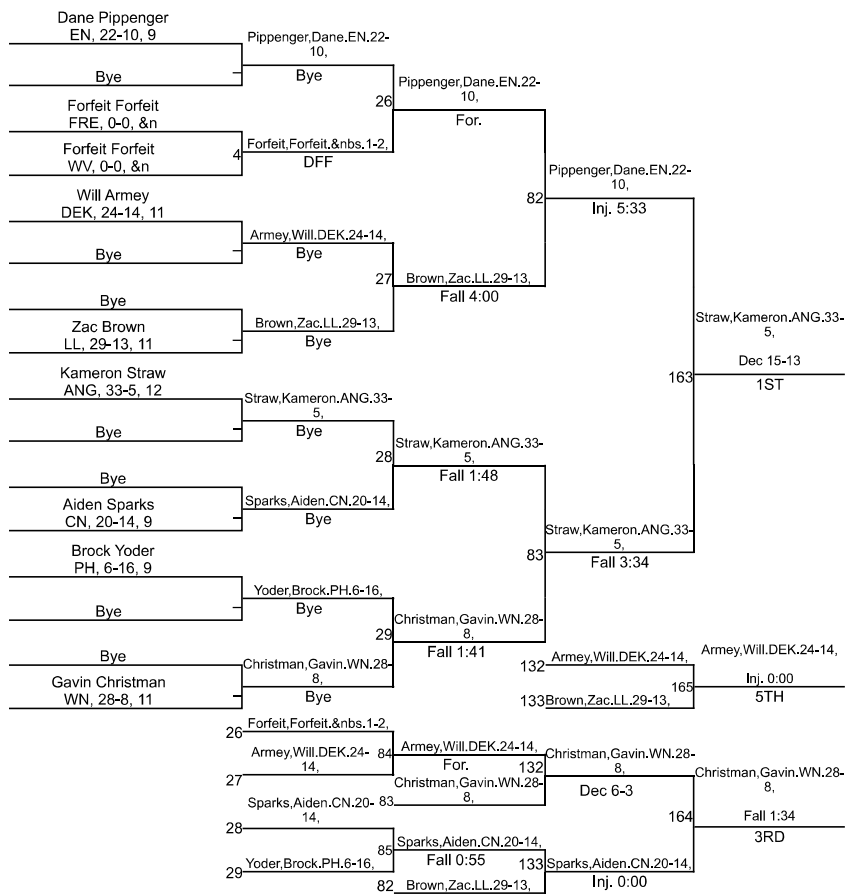 Dane Pippenger
EN, 22-10, 9
Bye
Forfeit Forfeit
FRE, 0-0, &n
Forfeit Forfeit
WV, 0-0, &n
Will Armey
DEK, 24-14, 11
Bye
Bye
Zac Brown
LL, 29-13, 11
Kameron Straw
ANG, 33-5, 12
Bye
Bye
Aiden Sparks
CN, 20-14, 9
Brock Yoder
PH, 6-16, 9
Bye
Bye
Gavin Christman
WN, 28-8, 11
Pippenger,Dane.EN.22-
10,
Bye
4
Forfeit,Forfeit.&nbs.1-2,
DFF
Armey,Will.DEK.24-14,
Bye
Brown,Zac.LL.29-13,
Bye
Straw,Kameron.ANG.33-
5,
Bye
Sparks,Aiden.CN.20-14,
Bye
Yoder,Brock.PH.6-16,
Bye
Christman,Gavin.WN.28-
8,
Bye
26
Pippenger,Dane.EN.22-
10,
For.
27
Brown,Zac.LL.29-13,
Fall 4:00
28
Straw,Kameron.ANG.33-
5,
Fall 1:48
29
Christman,Gavin.WN.28-
8,
Fall 1:41
82
Pippenger,Dane.EN.22-
10,
Inj. 5:33
83
Straw,Kameron.ANG.33-
5,
Fall 3:34
163
Straw,Kameron.ANG.33-
5,
Dec 15-13
1ST
132
Armey,Will.DEK.24-14,
133
Brown,Zac.LL.29-13,
165
Armey,Will.DEK.24-14,
Inj. 0:00
5TH
26
Forfeit,Forfeit.&nbs.1-2,
27
Armey,Will.DEK.24-
14,
28
Sparks,Aiden.CN.20-
14,
29
Yoder,Brock.PH.6-16,
84
Armey,Will.DEK.24-14,
For.
83
Christman,Gavin.WN.28-
8,
85
Sparks,Aiden.CN.20-14,
Fall 0:55
82
Brown,Zac.LL.29-13,
132
Christman,Gavin.WN.28-
8,
Dec 6-3
133
Sparks,Aiden.CN.20-14,
Inj. 0:00
164
Christman,Gavin.WN.28-
8,
Fall 1:34
3RD